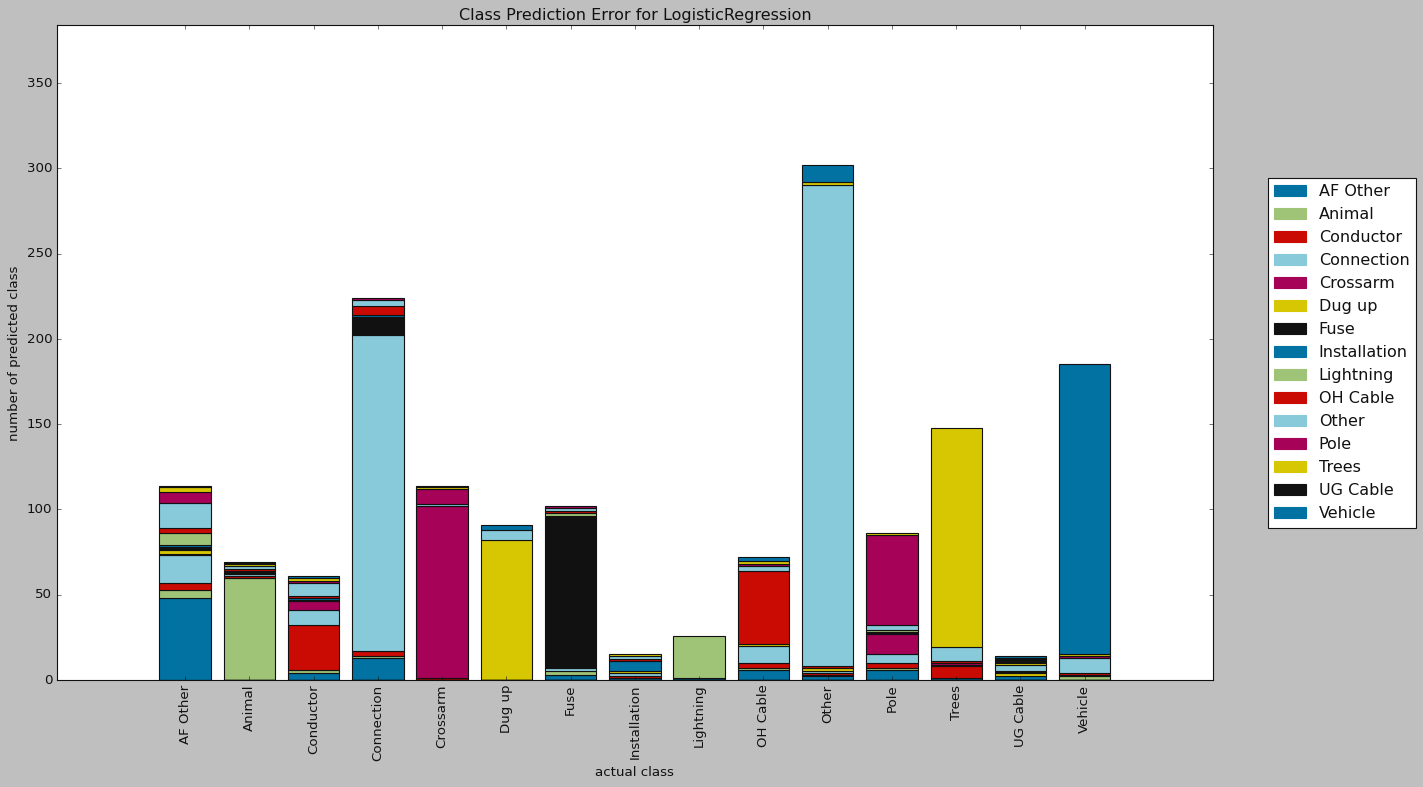 Class Prediction Error for LogisticRegression
number of predicted class
350
300
250
200
150
100
50
0
AF Other
Animal
Conductor
Connection
Crossarm
Dug up
Fuse
Installation
Lightning
OH Cable
Other
Pole
Trees
UG Cable
Vehicle
actual class
AF Other
Animal
Conductor
Connection
Crossarm
Dug up
Fuse
Installation
Lightning
OH Cable
Other
Pole
Trees
UG Cable
Vehicle